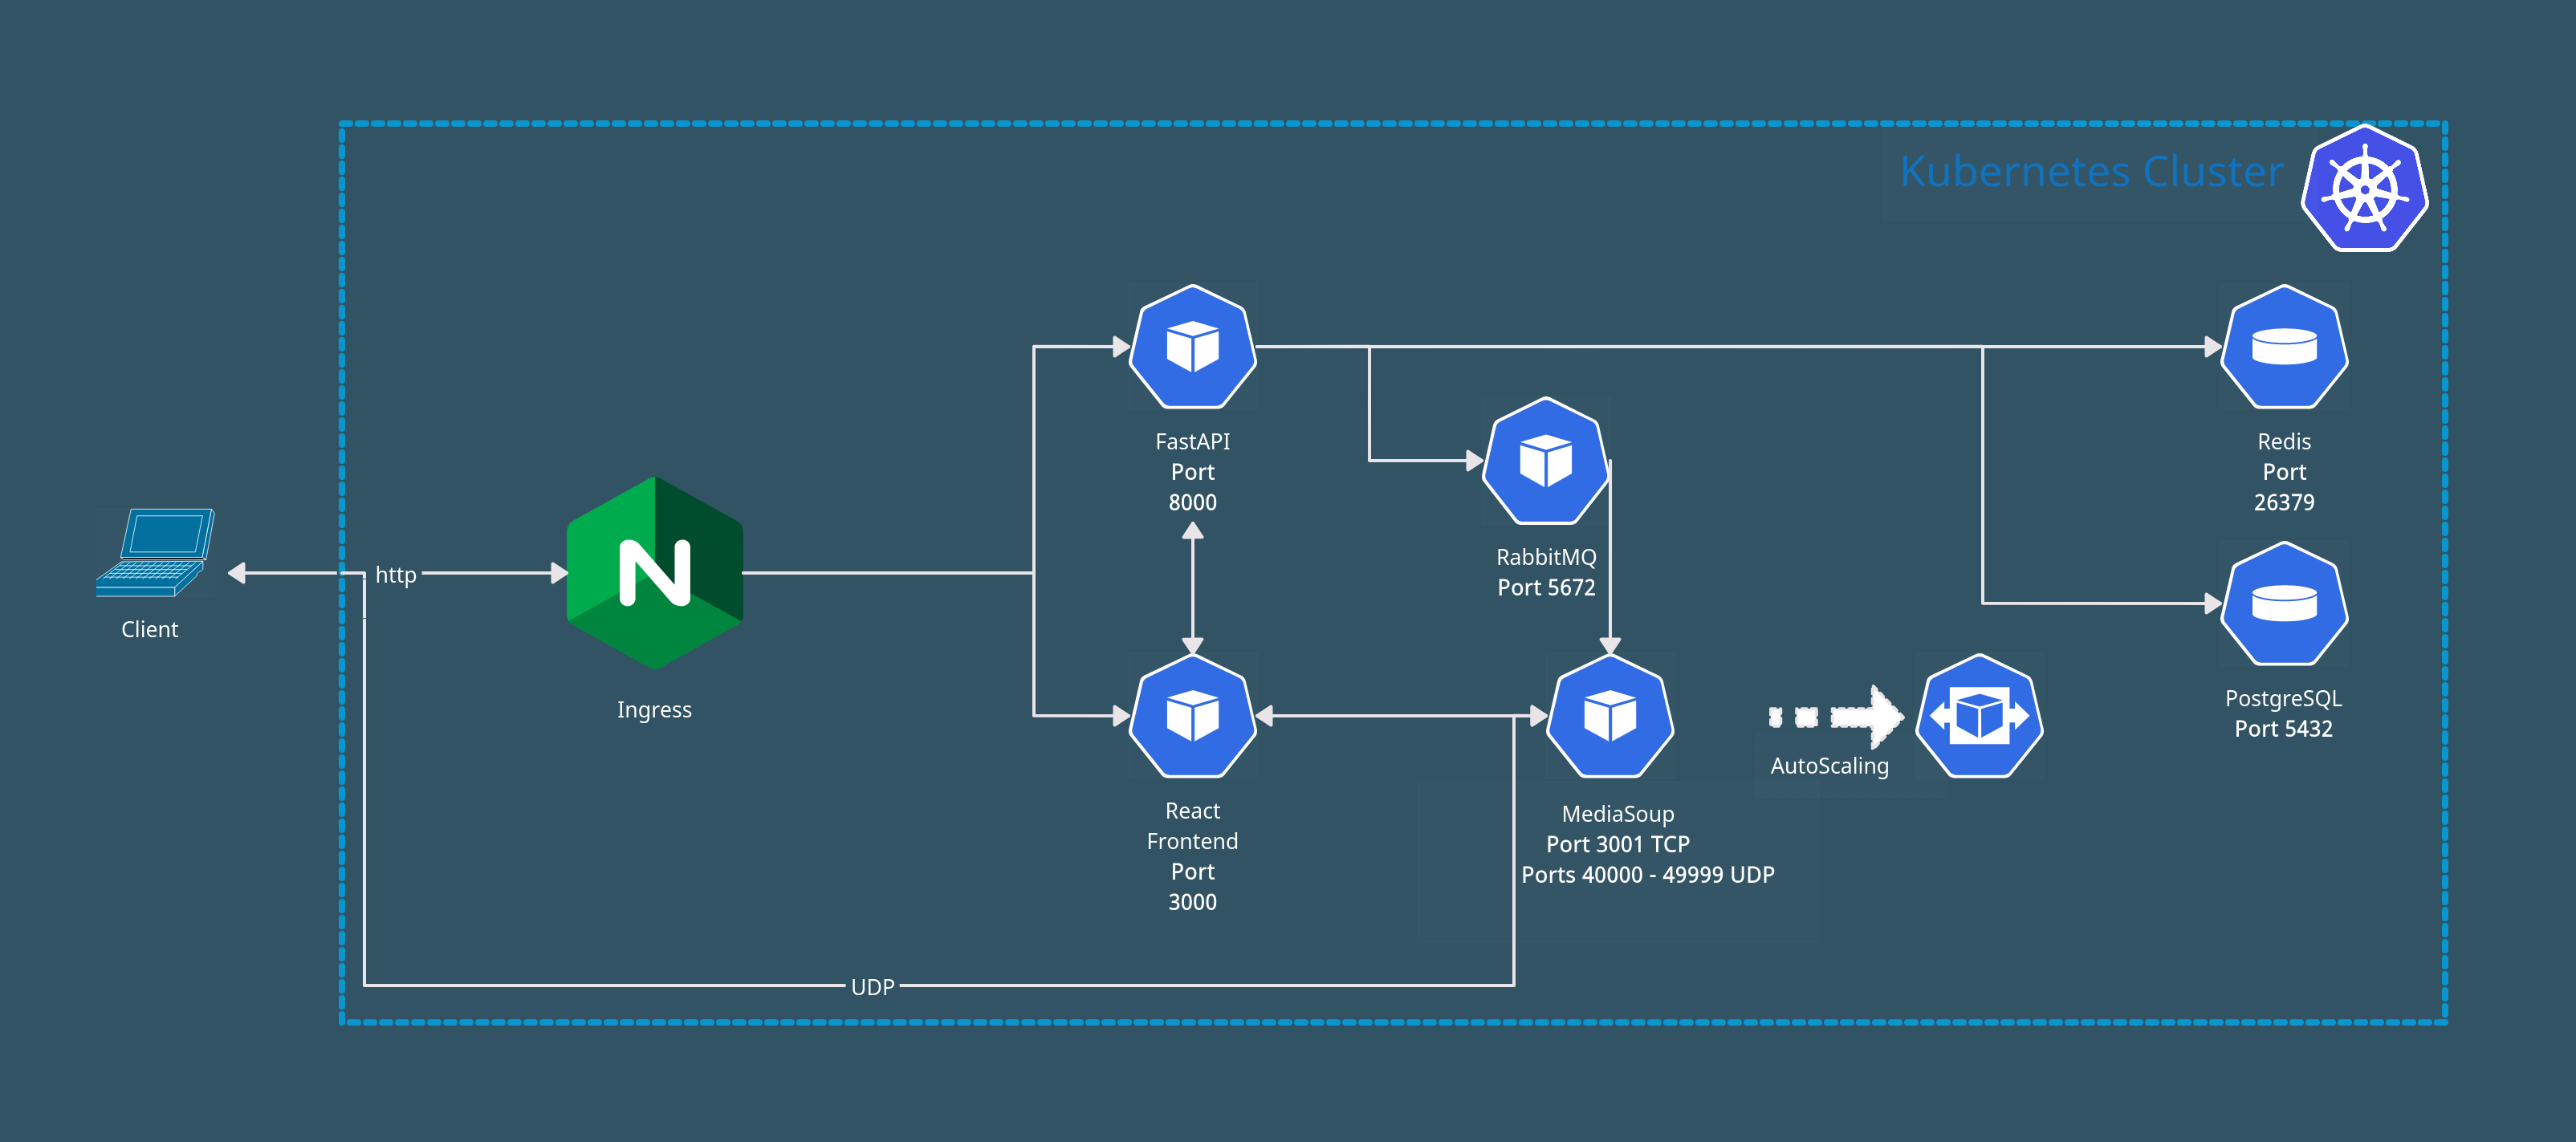 Kubernetes Cluster
FastAPI
Port
8000
Redis
Port
26379
RabbitMQ
Port 5672
http
Client
Ingress
PostgreSQL
Port 5432
AutoScaling
React
Frontend
Port
3000
MediaSoup
Port 3001 TCP
Ports 40000 - 49999 UDP
UDP